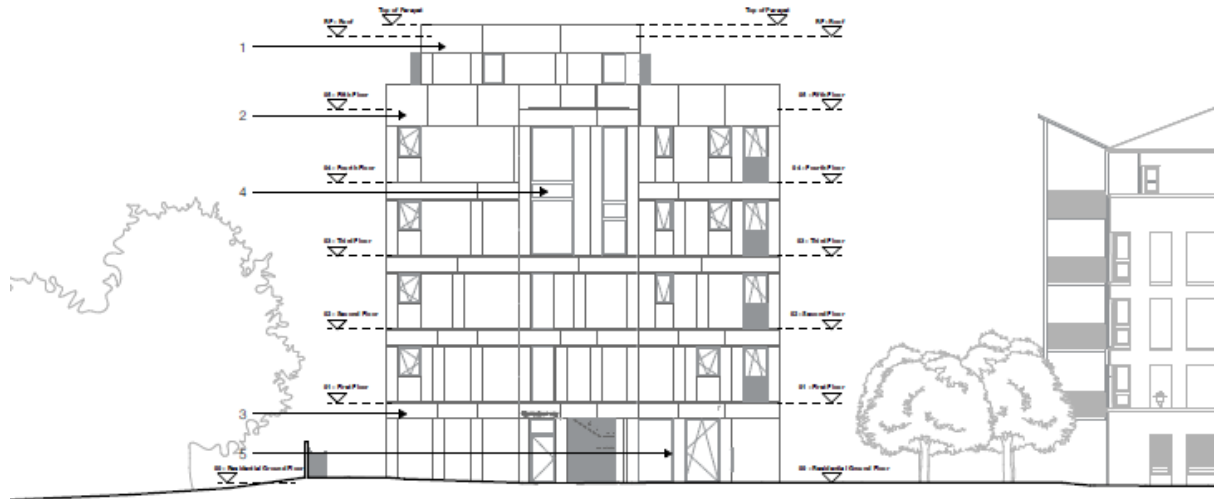 Top of Parapet
Top of Parapet
RF - Roof
RF - Roof
1
05 - Fifth Floor
05 - Fifth Floor
2
04 - Fourth Floor
04 - Fourth Floor
4
03 - Third Floor
03 - Third Floor
02 - Second Floor
02 - Second Floor
01 - First Floor
01 - First Floor
3
5
00 - Residential Ground Floor
00 - Residential Ground Floor